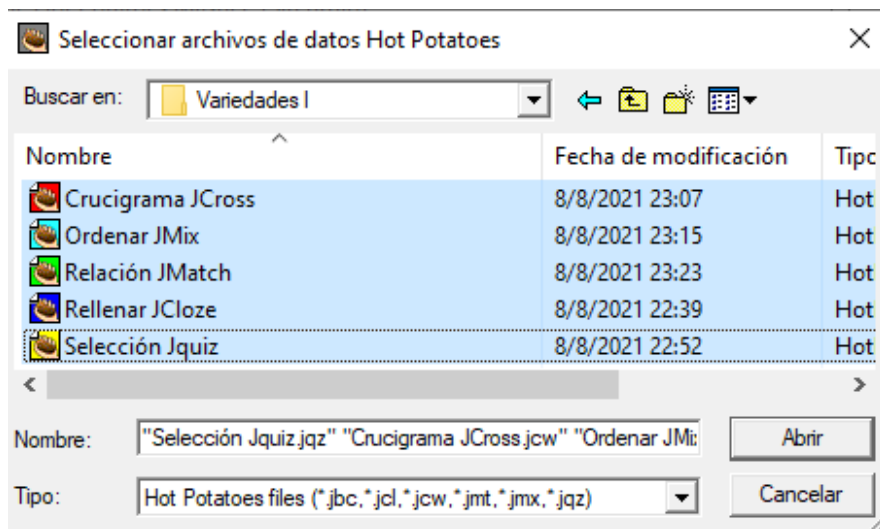 Seleccionar archivos de datos Hot Potatoes
Buscar en: Variedades I
Nombre Fecha de modificación Tipo
Crucigrama JCross 8/8/2021 23:07 Hot
Ordenar JMix 8/8/2021 23:15 Hot
Relación JMatch 8/8/2021 23:23 Hot
Rellenar JCloze 8/8/2021 22:39 Hot
Selección Jquiz 8/8/2021 22:52 Hot
Nombre: "Selección Jquiz.jqz" "Crucigrama JCross.jcw" "Ordenar JMi Abrir
Tipo: Hot Potatoes files (*.jbc,*.jcl,*.jcw,*.jmt,*.jmx,*.jqz) Cancelar